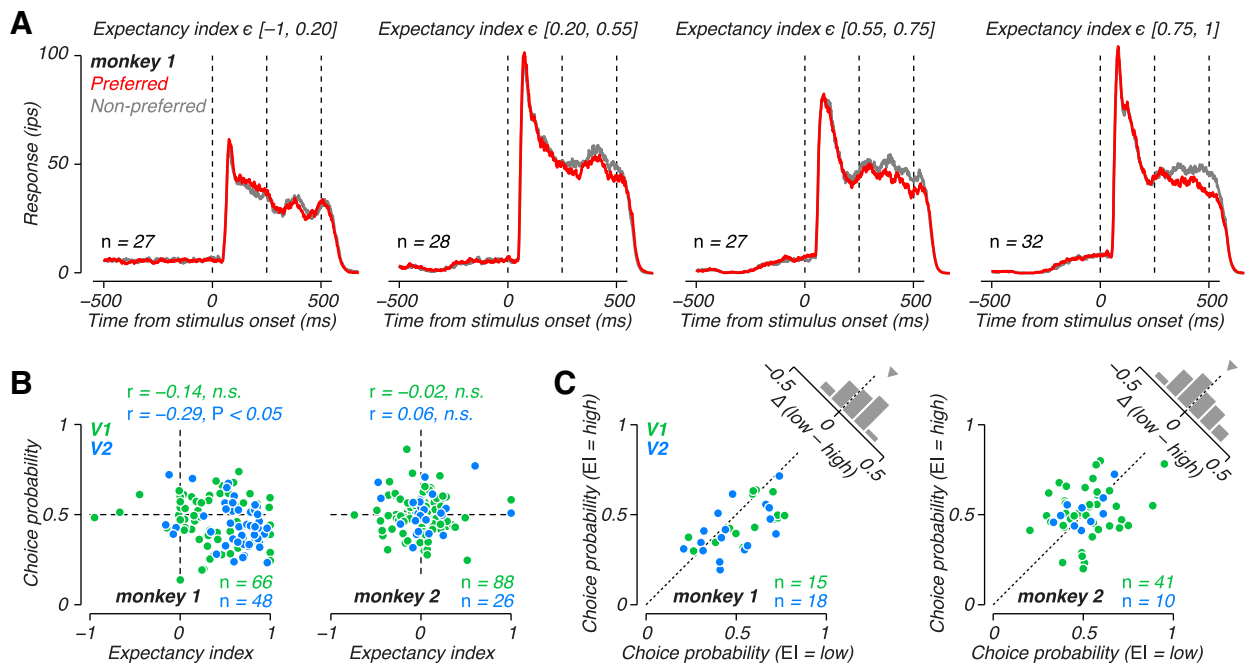 A
Expectancy index ϵ [−1, 0.20]
Expectancy index ϵ [0.20, 0.55]
Expectancy index ϵ [0.55, 0.75]
Expectancy index ϵ [0.75, 1]
100
50
0
Response (ips)
monkey 1
Preferred
Non-preferred
n = 27
n = 28
n = 27
n = 32
−500 0 500
−500 0 500
−500 0 500
−500 0 500
Time from stimulus onset (ms)
Time from stimulus onset (ms)
Time from stimulus onset (ms)
Time from stimulus onset (ms)
B
r = −0.14, n.s.
r = −0.29, P < 0.05
V1
V2
1
0.5
0
Choice probability
n = 66
n = 48
monkey 1
−1 0 1
Expectancy index
r = −0.02, n.s.
r = 0.06, n.s.
n = 88
n = 26
monkey 2
−1 0 1
Expectancy index
C
V1
V2
1
0.5
0
Choice probability (EI = high)
−0.5
0
0.5
Δ (low − high)
n = 15
n = 18
monkey 1
0 0.5 1
Choice probability (EI = low)
1
0.5
0
Choice probability (EI = high)
−0.5
0
0.5
Δ (low − high)
n = 41
n = 10
monkey 2
0 0.5 1
Choice probability (EI = low)